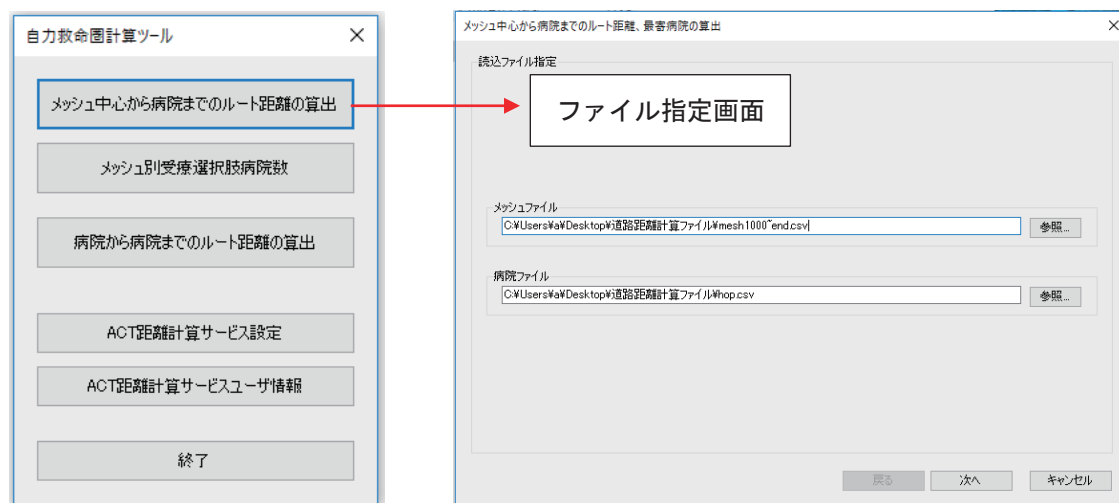 自力救命圏計算ツール
メッシュ中心から病院までのルート距離の算出
メッシュ別受療選択肢病院数
病院から病院までのルート距離の算出
ACT距離計算サービス設定
ACT距離計算サービスユーザ情報
終了
メッシュ中心から病院までのルート距離、最客病院の算出
読込ファイル指定
ファイル指定画面
メッシュファイル
C:¥Users¥a¥Desktop¥道路距離計算ファイル¥mesh1000~end.csv
参照...
病院ファイル
C:¥Users¥a¥Desktop¥道路距離計算ファイル¥hop.csv
参照...
戻る
次へ
キャンセル